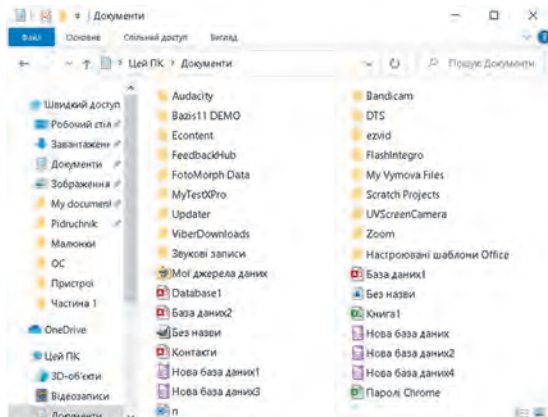 Документи
Файл Основне Спільний доступ Вигляд
Цей ПК Документи
Пошук: Документи
Швидкий доступ
Робочий стіл
Завантаженн
Документи
Зображення
My document
Pidruchnik
Малюнки
ОС
Пристрої
Частина 1
OneDrive
Цей ПК
3D-об'єкти
Відеозаписи
Документи
Audacity
Bazis11 DEMO
Econtent
FeedbackHub
FotoMorph Data
MyTestXPro
Updater
ViberDownloads
Звукові записи
Мої джерела даних
Database1
База даних2
Без назви
Контакти
Нова база даних1
Нова база даних3
п
Bandicam
DTS
ezvid
FlashIntegro
My Vymova Files
Scratch Projects
UVScreenCamera
Zoom
Настроювані шаблони Office
База даних1
Без назви
Книга1
Нова база даних
Нова база даних2
Нова база даних4
Паролі Chrome